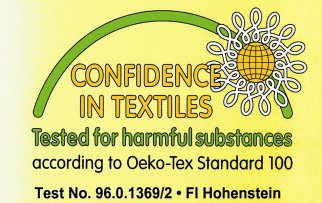 CONFIDENCE
IN TEXTILES
Tested for harmful substances
according to Oeko-Tex Standard 100
Test No. 96.0.1369/2 • FI Hohenstein